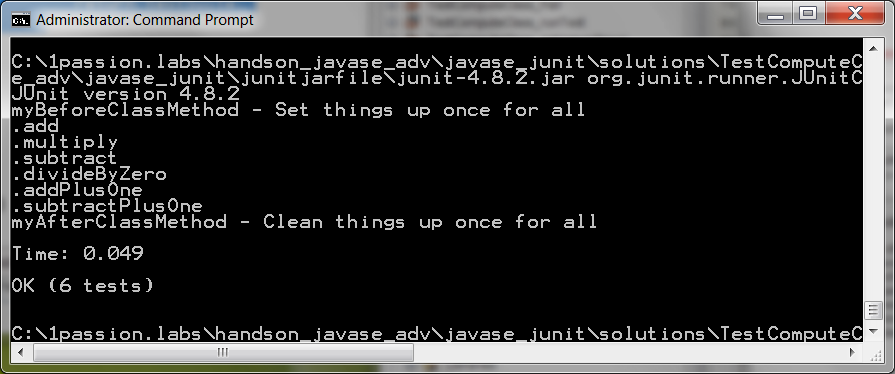 Administrator: Command Prompt
C:\1passion.labs\handson_javase_adv\javase_junit\solutions\TestComputeC
e_adv\javase_junit\junitjarfile\junit-4.8.2.jar org.junit.runner.JUnitC
JUnit version 4.8.2
myBeforeClassMethod - Set things up once for all
.add
.multiply
.subtract
.divideByZero
.addPlusOne
.subtractPlusOne
myAfterClassMethod - Clean things up once for all
Time: 0.049
OK (6 tests)
C:\1passion.labs\handson_javase_adv\javase_junit\solutions\TestComputeC